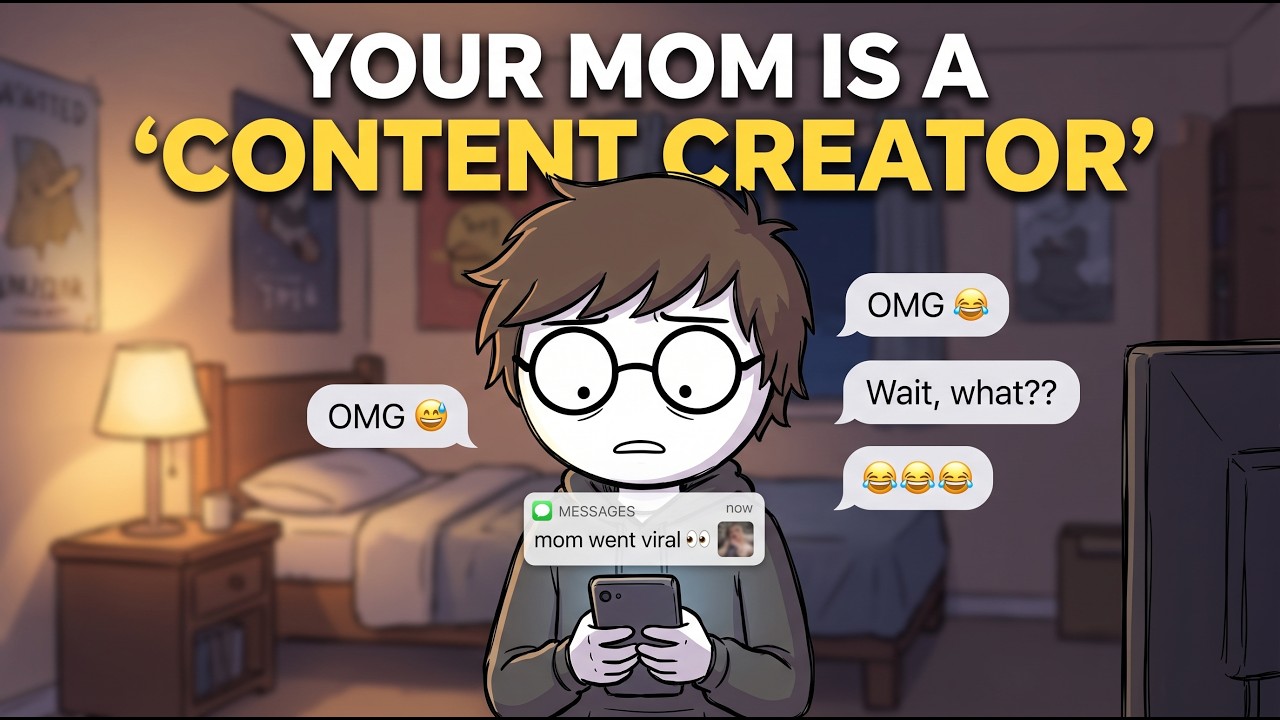 YOUR MOM IS A
‘CONTENT CREATOR’
OMG 😂
Wait, what??
OMG 😅
😂😂😂
MESSAGES
now
mom went viral 👀